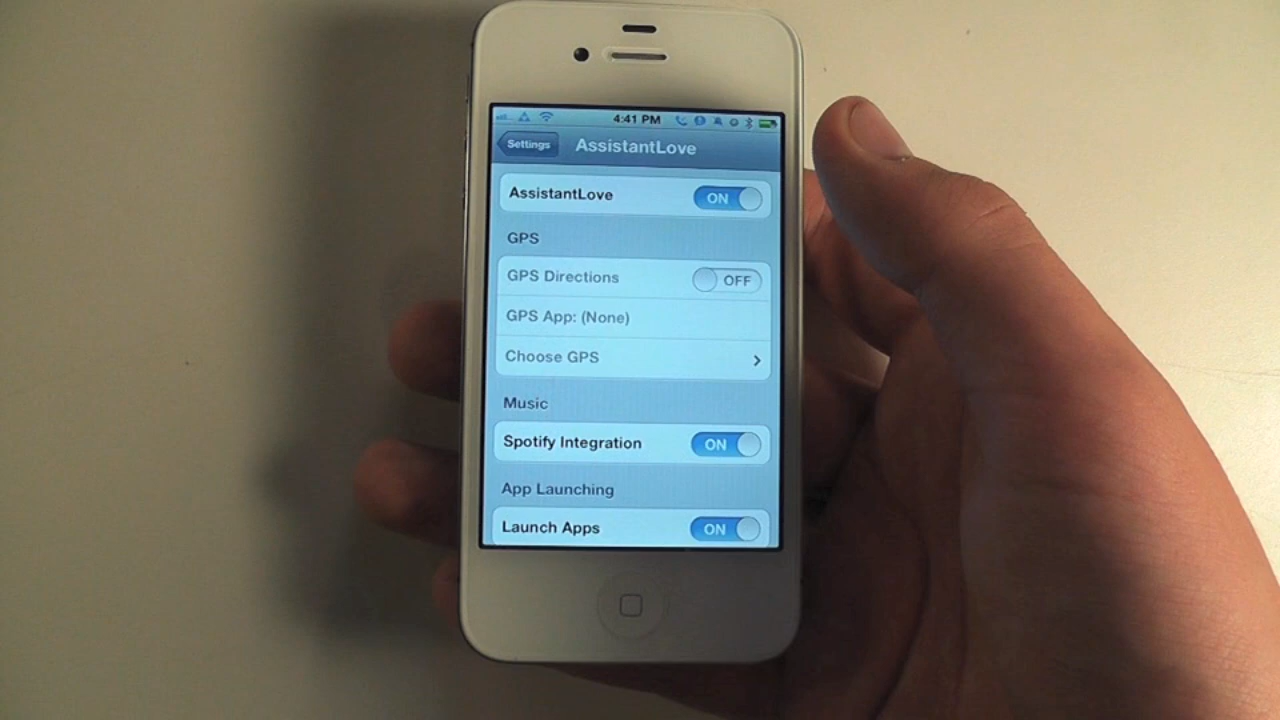 4:41 PM
Settings
AssistantLove
AssistantLove ON
GPS
GPS Directions OFF
GPS App: (None)
Choose GPS
Music
Spotify Integration ON
App Launching
Launch Apps ON